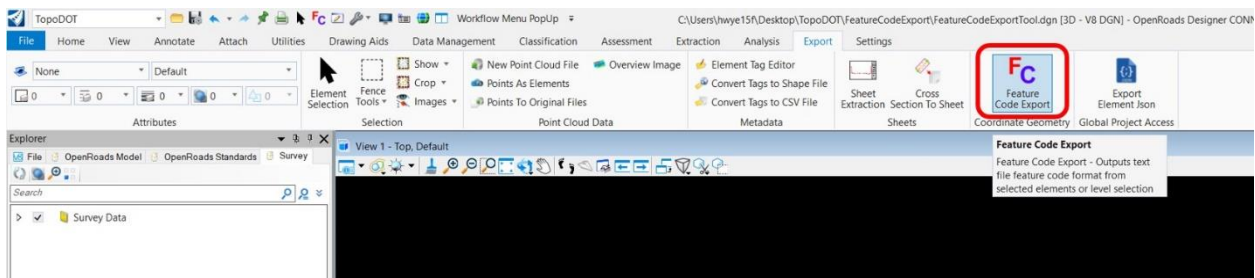 TopoDOT
FC
Workflow Menu PopUp
C:\Users\hwye15f\Desktop\TopoDOT\FeatureCodeExport\FeatureCodeExportTool.dgn [3D - V8 DGN] - OpenRoads Designer CONN
File Home View Annotate Attach Utilities Drawing Aids Data Management Classification Assessment Extraction Analysis Export Settings
None Default
0 0 0 0 0
Attributes
Element Selection
Fence Tools
Show
Crop
Images
Selection
New Point Cloud File Overview Image
Points As Elements
Points To Original Files
Point Cloud Data
Element Tag Editor
Convert Tags to Shape File
Convert Tags to CSV File
Metadata
Sheet Extraction
Cross Section To Sheet
Sheets
FC
Feature Code Export
Coordinate Geometry
Export Element Json
Global Project Access
Explorer
File OpenRoads Model OpenRoads Standards Survey
Search
Survey Data
View 1 - Top, Default
Feature Code Export
Feature Code Export - Outputs text
file feature code format from
selected elements or level selection